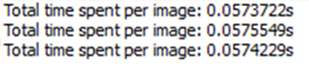 Total time spent per image: 0.0573722s
Total time spent per image: 0.0575549s
Total time spent per image: 0.0574229s